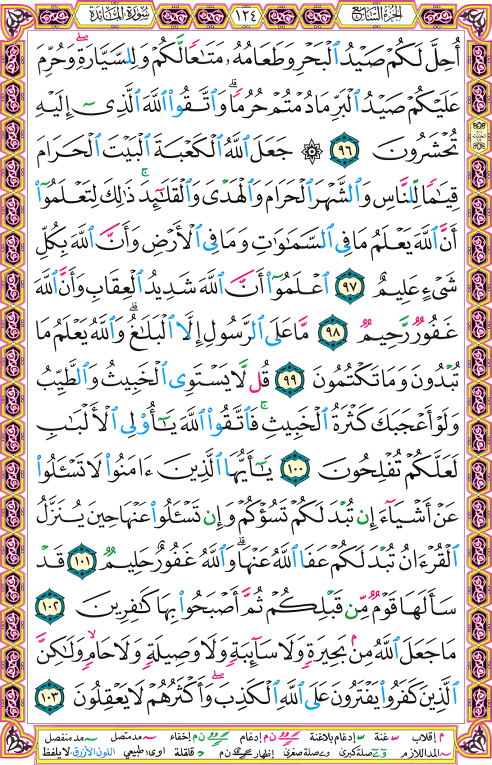 الجزء السابع ١٢٤ سورة المائدة
أُحِلَّ لَكُمْ صَيْدُ ٱلْبَحْرِ وَطَعَامُهُۥ مَتَٰعًا لَّكُمْ وَلِلسَّيَّارَةِۖ وَحُرِّمَ
عَلَيْكُمْ صَيْدُ ٱلْبَرِّ مَا دُمْتُمْ حُرُمًاۗ وَٱتَّقُوا۟ ٱللَّهَ ٱلَّذِىٓ إِلَيْهِ
تُحْشَرُونَ ٩٦ ۞ جَعَلَ ٱللَّهُ ٱلْكَعْبَةَ ٱلْبَيْتَ ٱلْحَرَامَ
قِيَٰمًا لِّلنَّاسِ وَٱلشَّهْرَ ٱلْحَرَامَ وَٱلْهَدْىَ وَٱلْقَلَٰٓئِدَۚ ذَٰلِكَ لِتَعْلَمُوٓا۟
أَنَّ ٱللَّهَ يَعْلَمُ مَا فِى ٱلسَّمَٰوَٰتِ وَمَا فِى ٱلْأَرْضِ وَأَنَّ ٱللَّهَ بِكُلِّ
شَىْءٍ عَلِيمٌ ٩٧ ٱعْلَمُوٓا۟ أَنَّ ٱللَّهَ شَدِيدُ ٱلْعِقَابِ وَأَنَّ ٱللَّهَ
غَفُورٌ رَّحِيمٌ ٩٨ مَّا عَلَى ٱلرَّسُولِ إِلَّا ٱلْبَلَٰغُۗ وَٱللَّهُ يَعْلَمُ مَا
تُبْدُونَ وَمَا تَكْتُمُونَ ٩٩ قُل لَّا يَسْتَوِى ٱلْخَبِيثُ وَٱلطَّيِّبُ
وَلَوْ أَعْجَبَكَ كَثْرَةُ ٱلْخَبِيثِۚ فَٱتَّقُوا۟ ٱللَّهَ يَٰٓأُو۟لِى ٱلْأَلْبَٰبِ
لَعَلَّكُمْ تُفْلِحُونَ ١٠٠ يَٰٓأَيُّهَا ٱلَّذِينَ ءَامَنُوا۟ لَا تَسْـَٔلُوا۟
عَنْ أَشْيَآءَ إِن تُبْدَ لَكُمْ تَسُؤْكُمْ وَإِن تَسْـَٔلُوا۟ عَنْهَا حِينَ يُنَزَّلُ
ٱلْقُرْءَانُ تُبْدَ لَكُمْ عَفَا ٱللَّهُ عَنْهَاۗ وَٱللَّهُ غَفُورٌ حَلِيمٌ ١٠١ قَدْ
سَأَلَهَا قَوْمٌ مِّن قَبْلِكُمْ ثُمَّ أَصْبَحُوا۟ بِهَا كَٰفِرِينَ ١٠٢
مَا جَعَلَ ٱللَّهُ مِنۢ بَحِيرَةٍ وَلَا سَآئِبَةٍ وَلَا وَصِيلَةٍ وَلَا حَامٍۙ وَلَٰكِنَّ
ٱلَّذِينَ كَفَرُوا۟ يَفْتَرُونَ عَلَى ٱللَّهِ ٱلْكَذِبَۖ وَأَكْثَرُهُمْ لَا يَعْقِلُونَ ١٠٣
م إقلاب غنة إدغام بلاغنة ن م إدغام ن م إخفاء مد متصل مد منفصل
المد اللازم صلة كبرى وصلة صغرى إظهار قلقلة اوى طبيعي اللون الأزرق لا يلفظ